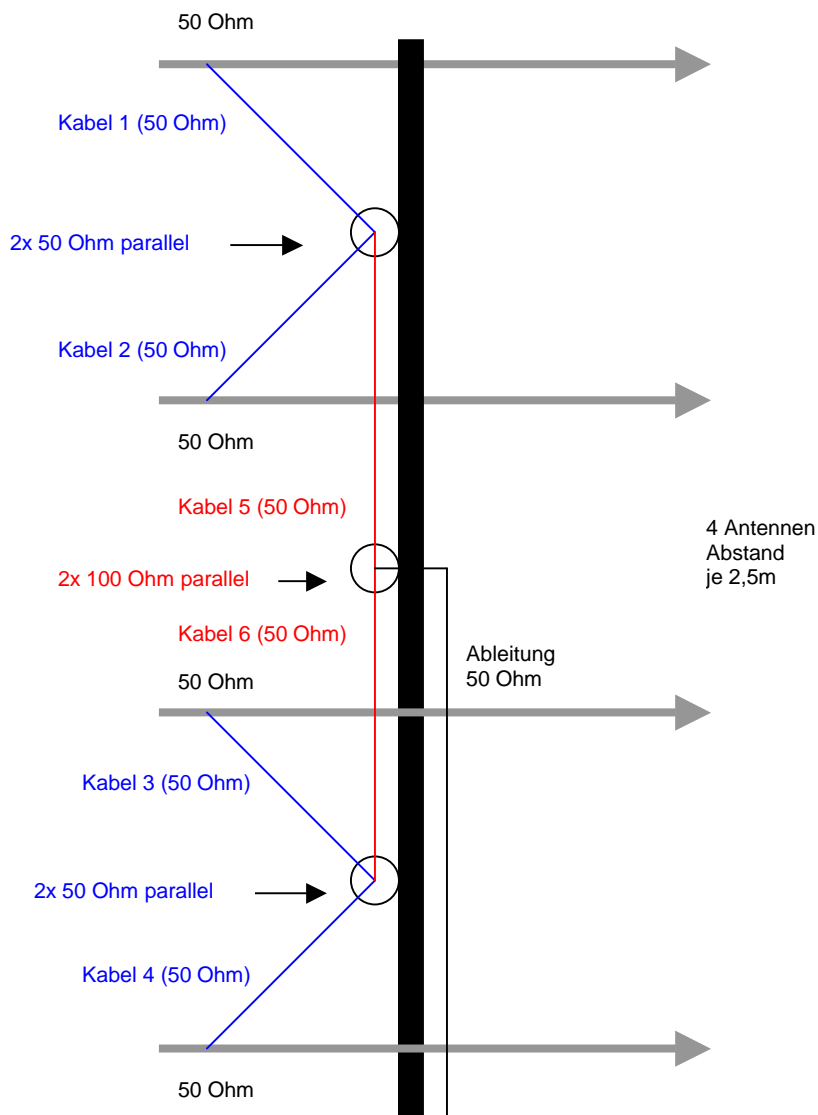 50 Ohm
Kabel 1 (50 Ohm)
2x 50 Ohm parallel
Kabel 2 (50 Ohm)
50 Ohm
Kabel 5 (50 Ohm)
4 Antennen
Abstand
je 2,5m
2x 100 Ohm parallel
Kabel 6 (50 Ohm)
Ableitung
50 Ohm
50 Ohm
Kabel 3 (50 Ohm)
2x 50 Ohm parallel
Kabel 4 (50 Ohm)
50 Ohm